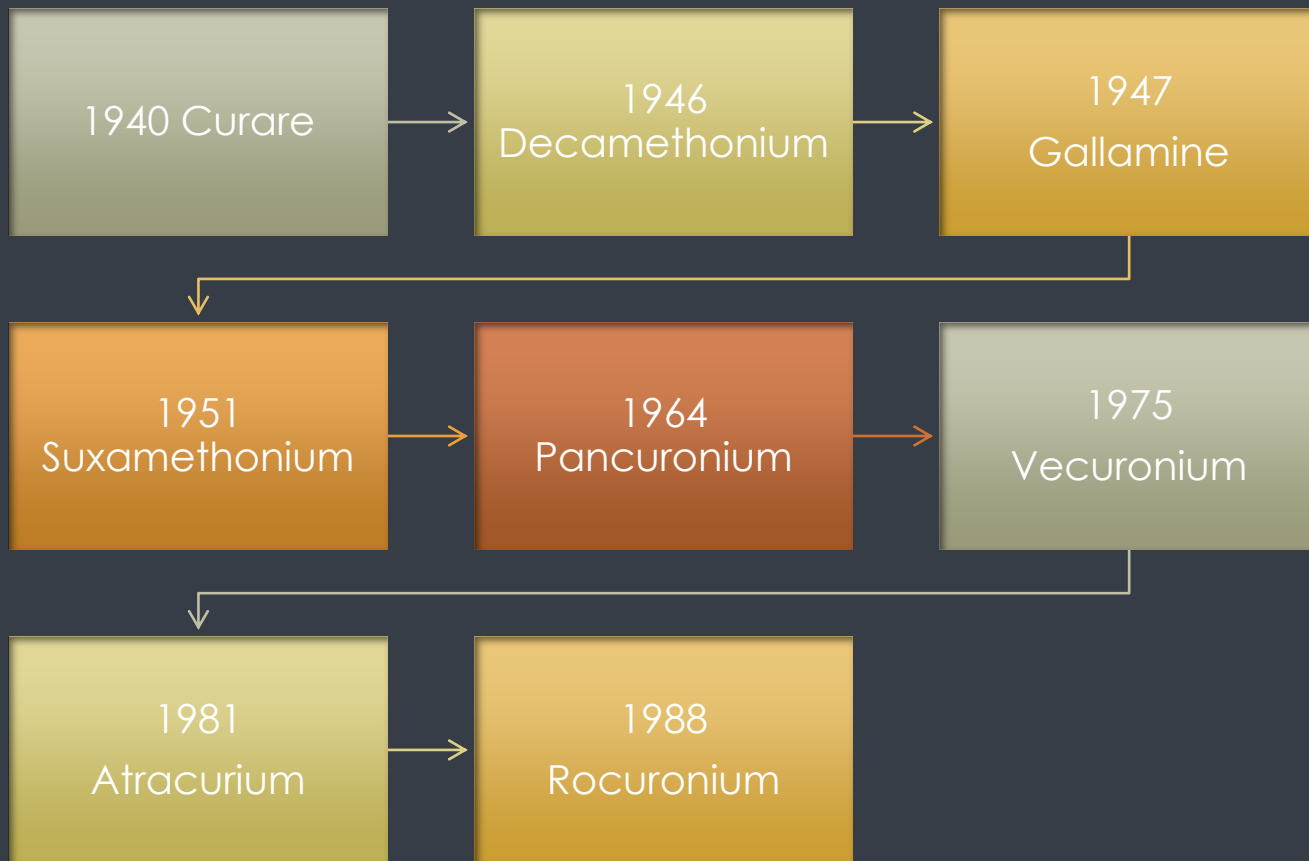 1940 Curare
1946
Decamethonium
1947
Gallamine
1951
Suxamethonium
1964
Pancuronium
1975
Vecuronium
1981
Atracurium
1988
Rocuronium